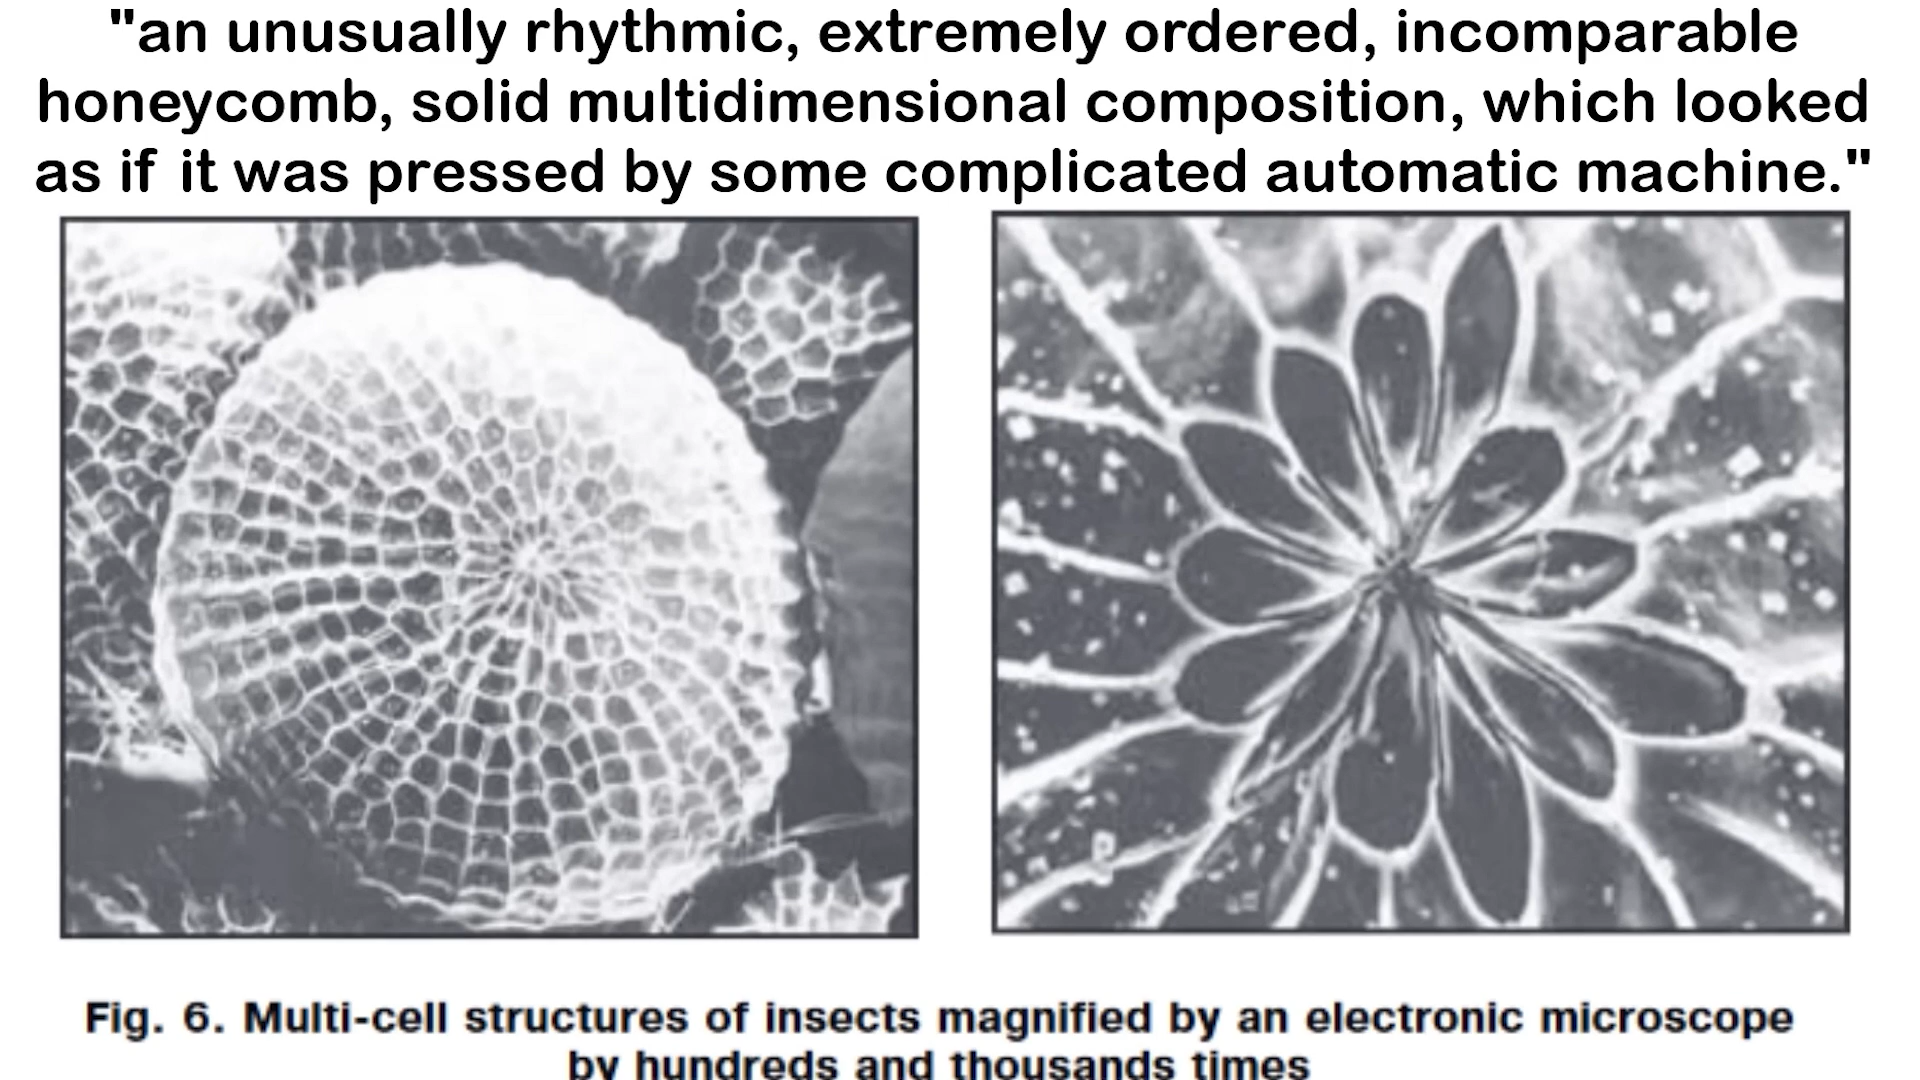 "an unusually rhythmic, extremely ordered, incomparable
honeycomb, solid multidimensional composition, which looked
as if it was pressed by some complicated automatic machine."
Fig. 6. Multi-cell structures of insects magnified by an electronic microscope
by hundreds and thousands times